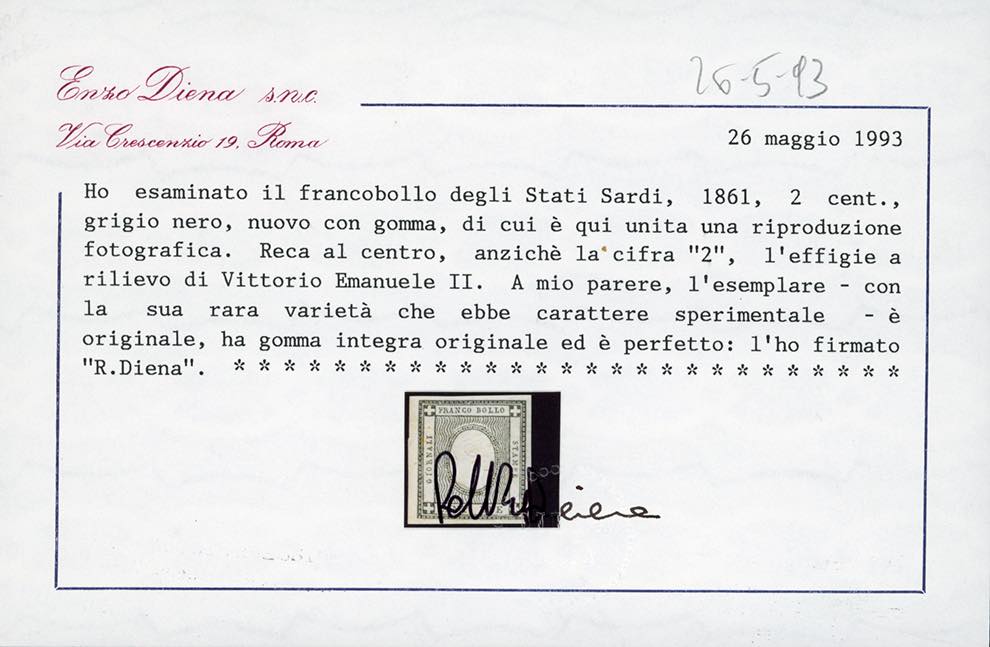 Enzo Diena s.n.c.
Via Crescenzio 19, Roma
26-5-93
26 maggio 1993
Ho esaminato il francobollo degli Stati Sardi, 1861, 2 cent.,
grigio nero, nuovo con gomma, di cui è qui unita una riproduzione
fotografica. Reca al centro, anzichè la cifra "2", l'effigie a
rilievo di Vittorio Emanuele II. A mio parere, l'esemplare - con
la sua rara varietà che ebbe carattere sperimentale - è
originale, ha gomma integra originale ed è perfetto: l'ho firmato
"R.Diena". * * * * * * * * * * * * * * * * * * * * * * * * * * *
FRANCO BOLLO
GIORNALI
STAM
Diena